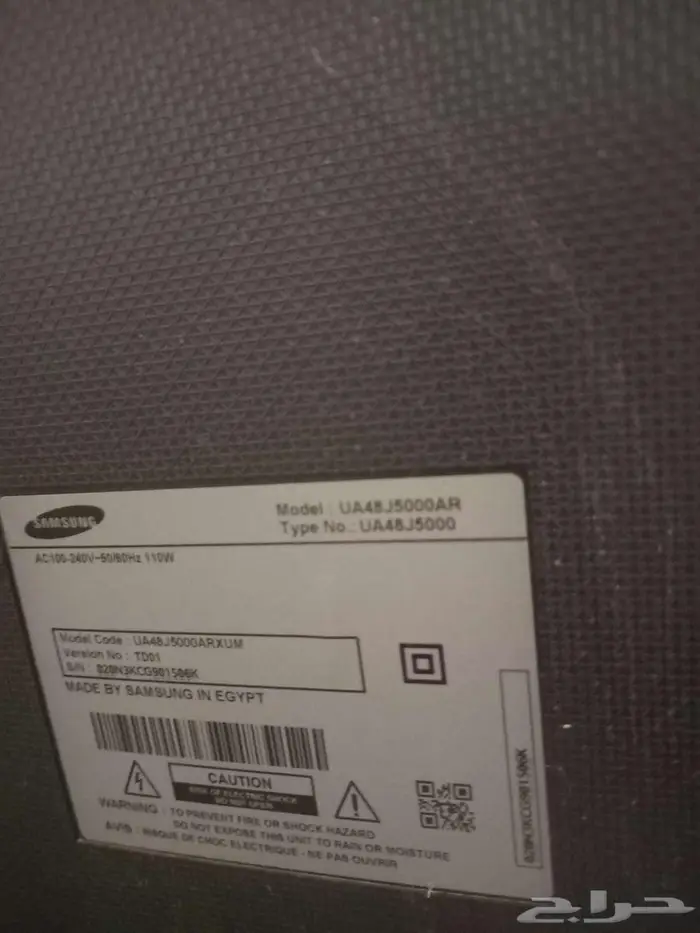 SAMSUNG
Model : UA48J5000AR
Type No.: UA48J5000
AC100-240V~50/60Hz 110W
Model Code : UA48J5000ARXUM
Version No : TD01
S/N : 020N3KCG901506K
MADE BY SAMSUNG IN EGYPT
CAUTION
RISK OF ELECTRIC SHOCK
DO NOT OPEN
WARNING : TO PREVENT FIRE OR SHOCK HAZARD
DO NOT EXPOSE THIS UNIT TO RAIN OR MOISTURE
AVIS : RISQUE DE CHOC ELECTRIQUE - NE PAS OUVRIR
020N3KCG901506K
حراج